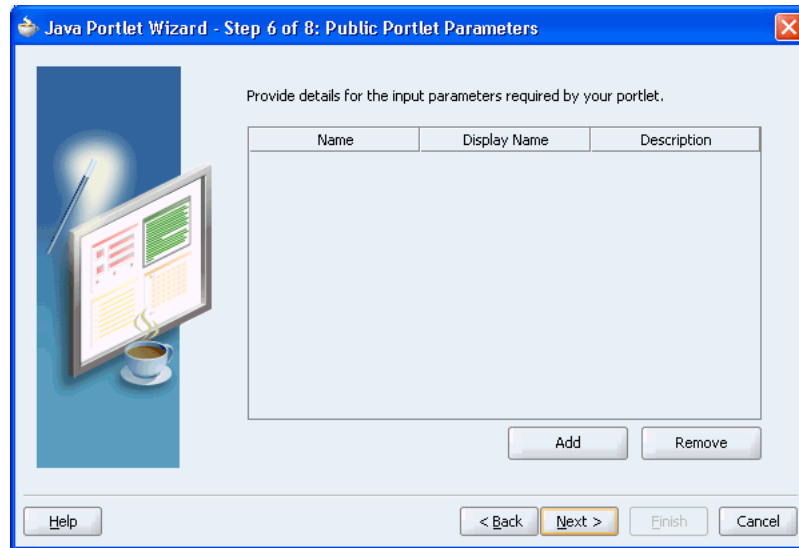 Java Portlet Wizard - Step 6 of 8: Public Portlet Parameters
Provide details for the input parameters required by your portlet.
Name Display Name Description
Add Remove
Help < Back Next > Finish Cancel